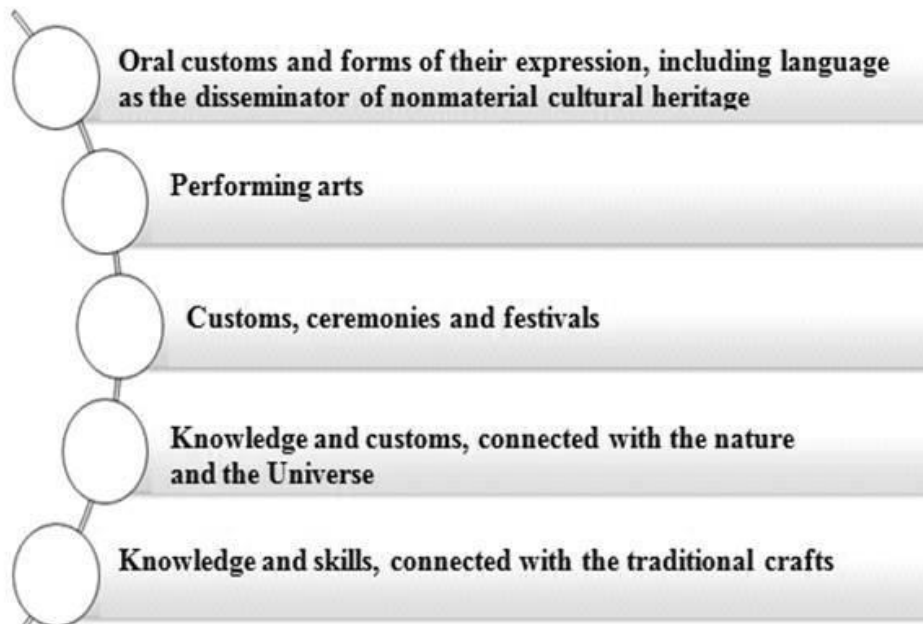 Oral customs and forms of their expression, including language
as the disseminator of nonmaterial cultural heritage
Performing arts
Customs, ceremonies and festivals
Knowledge and customs, connected with the nature
and the Universe
Knowledge and skills, connected with the traditional crafts